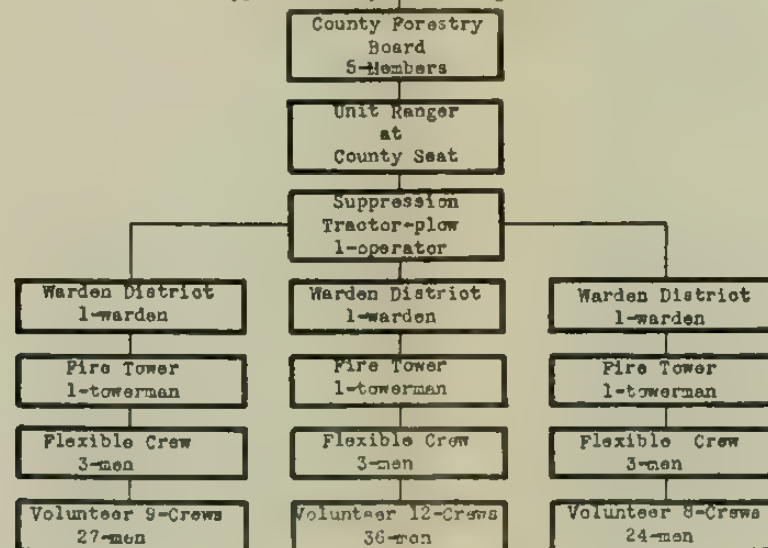 County Forestry
Board
5-Members
Unit Ranger
at
County Seat
Suppression
Tractor-plow
1-operator
Warden District
1-warden
Warden District
1-warden
Warden District
1-warden
Fire Tower
1-towerman
Fire Tower
1-towerman
Fire Tower
1-towerman
Flexible Crew
3-men
Flexible Crew
3-men
Flexible Crew
3-men
Volunteer 9-Crews
27-men
Volunteer 12-Crews
36-men
Volunteer 8-Crews
24-men